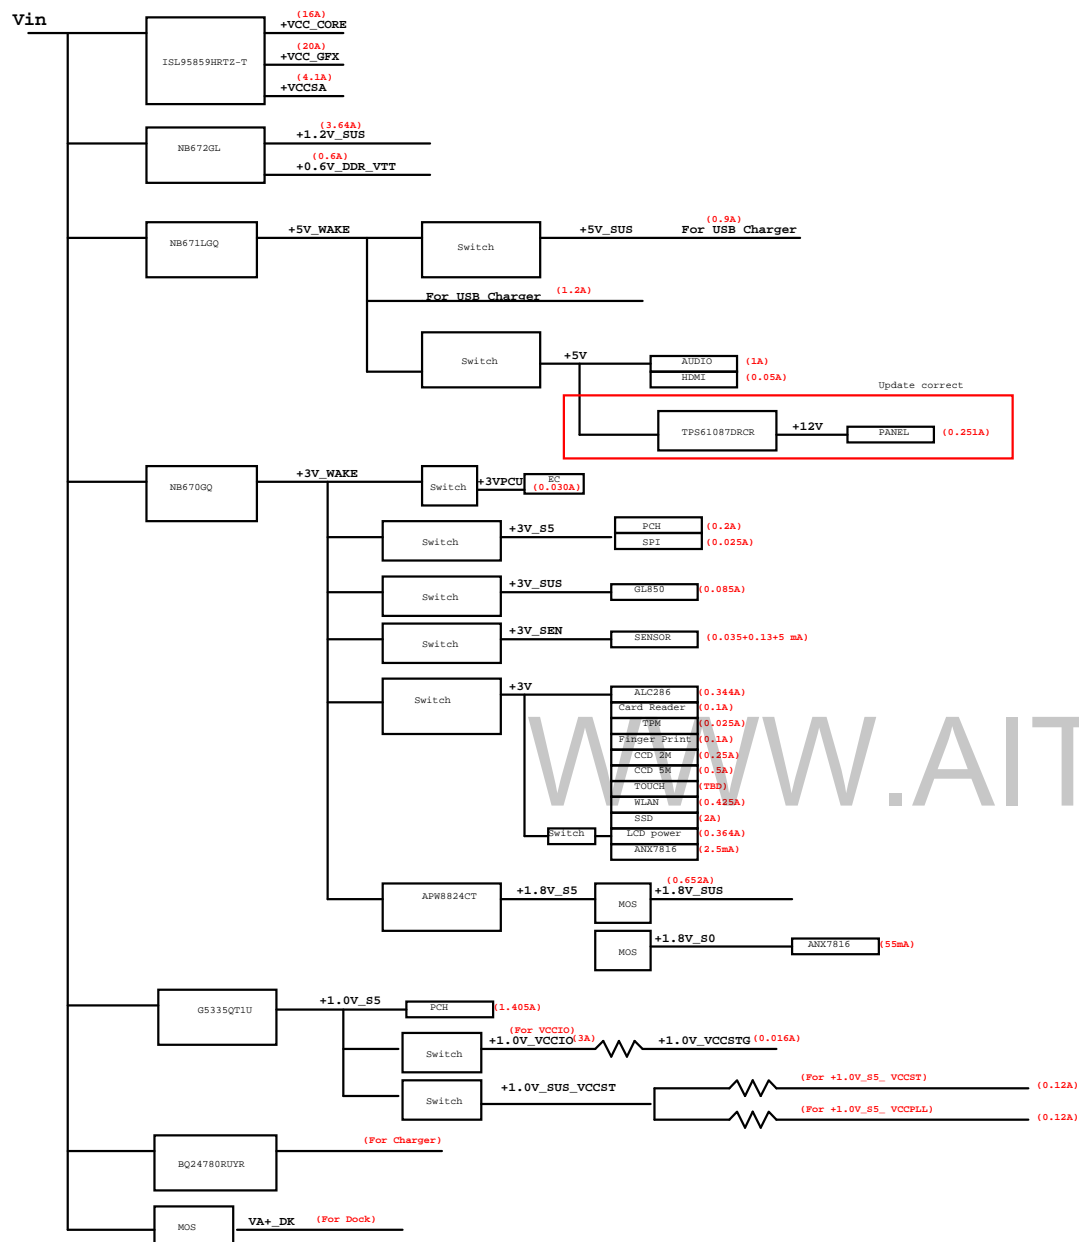 Vin
(16A)
+VCC_CORE
(20A)
+VCC_GFX
ISL95859HRTZ-T
(4.1A)
+VCCSA
(3.64A)
+1.2V_SUS
NB672GL
(0.6A)
+0.6V_DDR_VTT
(0.9A)
+5V_WAKE
+5V_SUS For USB Charger
NB671LGQ
Switch
For USB Charger (1.2A)
Switch
+5V
AUDIO (1A)
HDMI (0.05A)
Update correct
TPS61087DRCR
+12V
PANEL (0.251A)
+3V_WAKE
NB670GQ
Switch
+3VPCU
EC
(0.030A)
Switch
+3V_S5
PCH (0.2A)
SPI (0.025A)
Switch
+3V_SUS
GL850 (0.085A)
Switch
+3V_SEN
SENSOR (0.035+0.13+5 mA)
Switch
+3V
ALC286 (0.344A)
Card Reader (0.1A)
TPM (0.025A)
Finger Print (0.1A)
CCD 2M (0.25A)
CCD 5M (0.5A)
TOUCH (TBD)
WLAN (0.425A)
SSD (2A)
Switch LCD power (0.364A)
ANX7816 (2.5mA)
WWW.AIT
APW8824CT
+1.8V_S5
MOS
(0.652A)
+1.8V_SUS
MOS
+1.8V_S0
ANX7816 (55mA)
G5335QT1U
+1.0V_S5
PCH (1.405A)
Switch
(For VCCIO)
+1.0V_VCCIO (3A)
+1.0V_VCCSTG (0.016A)
Switch
+1.0V_SUS_VCCST
(For +1.0V_S5_ VCCST)
(0.12A)
(For +1.0V_S5_ VCCPLL)
(0.12A)
BQ24780RUYR
(For Charger)
MOS
VA+_DK (For Dock)